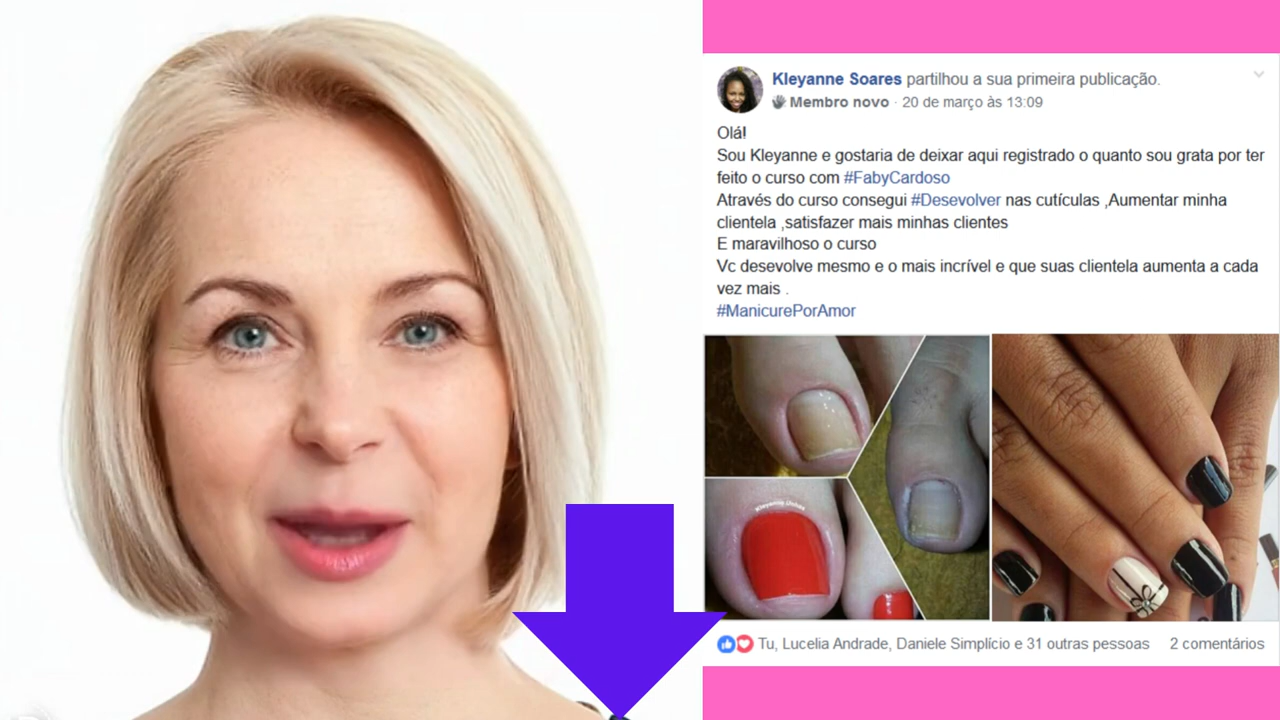 Kleyanne Soares partilhou a sua primeira publicação.
Membro novo · 20 de março às 13:09
Olá!
Sou Kleyanne e gostaria de deixar aqui registrado o quanto sou grata por ter
feito o curso com #FabyCardoso
Através do curso consegui #Desevolver nas cutículas ,Aumentar minha
clientela ,satisfazer mais minhas clientes
E maravilhoso o curso
Vc desevolve mesmo e o mais incrível e que suas clientela aumenta a cada
vez mais .
#ManicurePorAmor
Kleyanne
Tu, Lucelia Andrade, Daniele Simplício e 31 outras pessoas 2 comentários